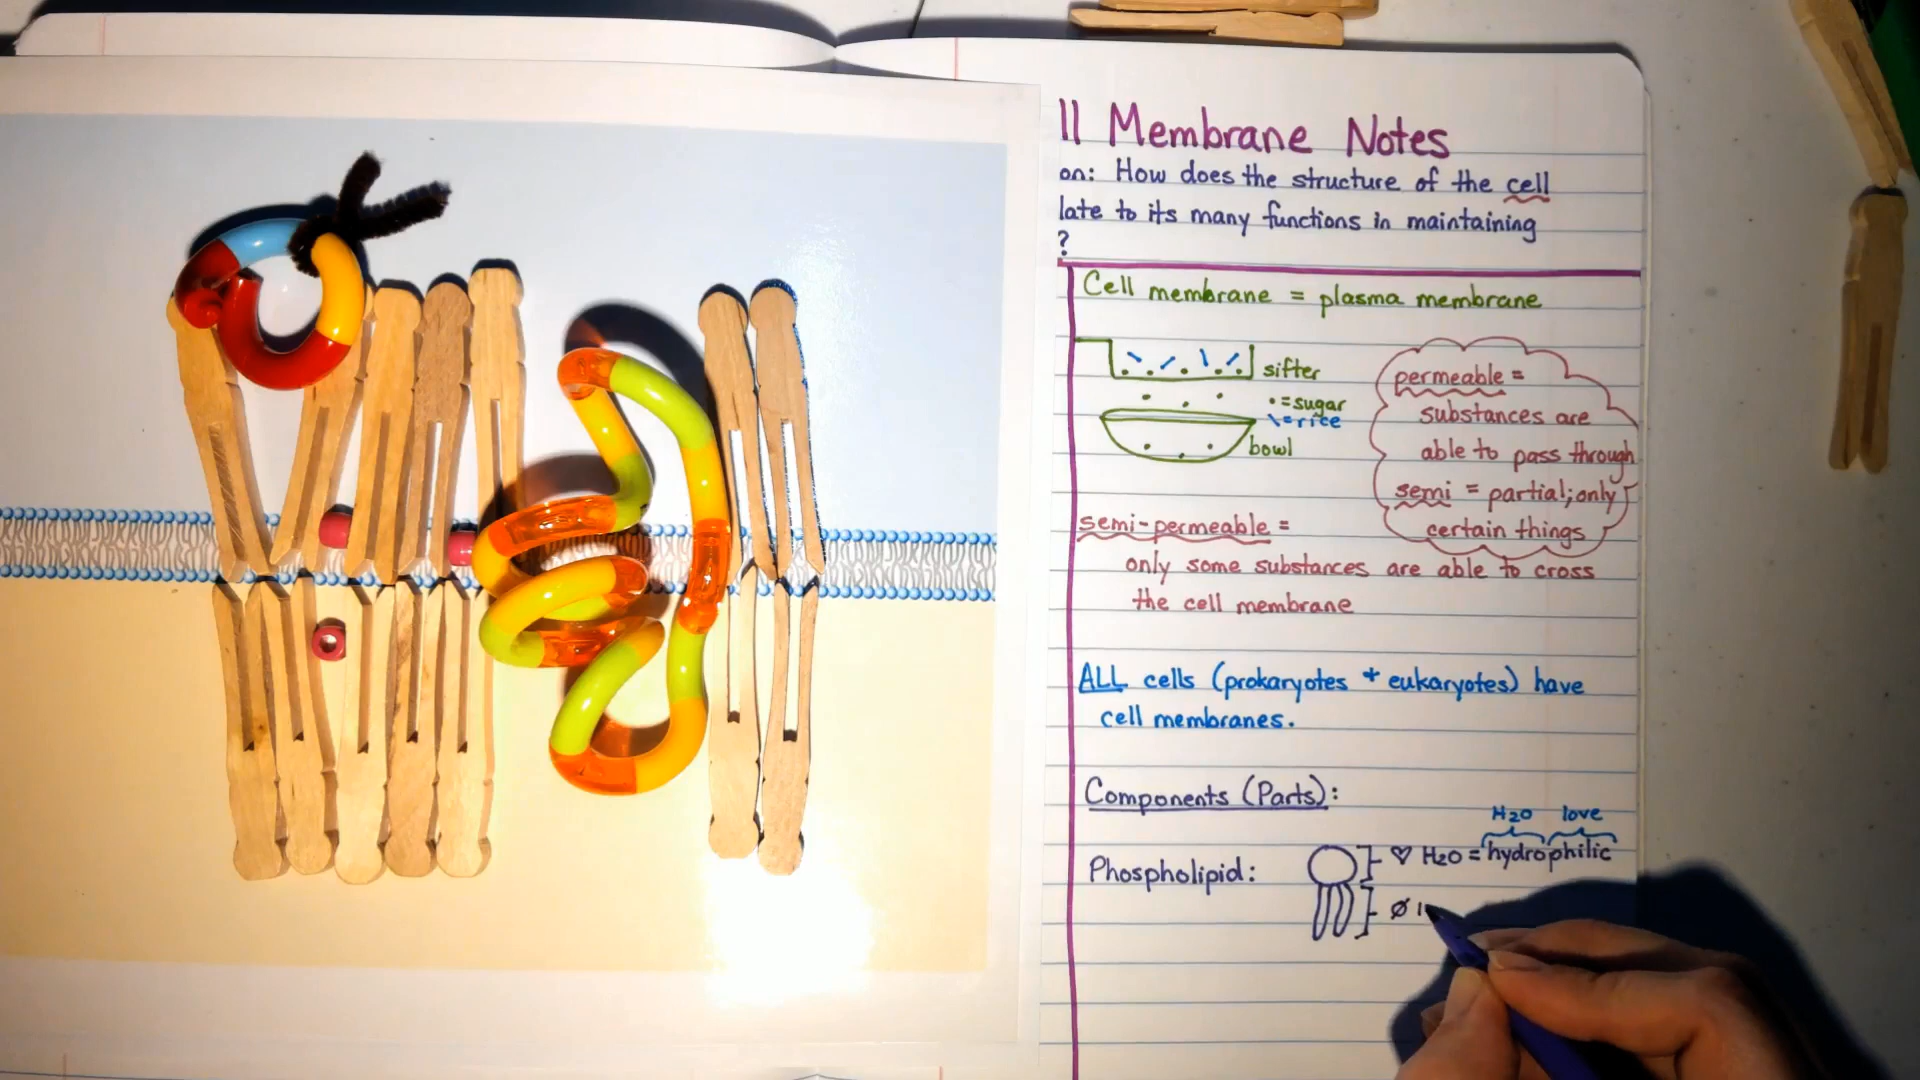 ll Membrane Notes
on: How does the structure of the cell
late to its many functions in maintaining
?
Cell membrane = plasma membrane
sifter
• = sugar
\ = rice
bowl
permeable =
substances are
able to pass through
semi = partial; only
certain things
semi-permeable =
only some substances are able to cross
the cell membrane
ALL cells (prokaryotes + eukaryotes) have
cell membranes.
Components (Parts):
H2O love
Phospholipid: ♡ H2O = hydrophilic
Ø